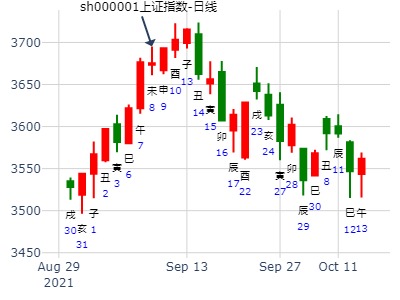 sh000001上证指数-日线
3700
3650
3600
3550
3500
3450
戌 30
亥 31
子 1
丑 2
寅 3
辰 6
午 7
未 8
申 9
酉 10
子 13
丑 14
寅 15
卯 16
辰 17
酉 22
戌 23
亥 24
寅 27
卯 28
辰 29
巳 30
丑 8
辰 11
巳 12
午 13
Aug 29
2021
Sep 13
Sep 27
Oct 11